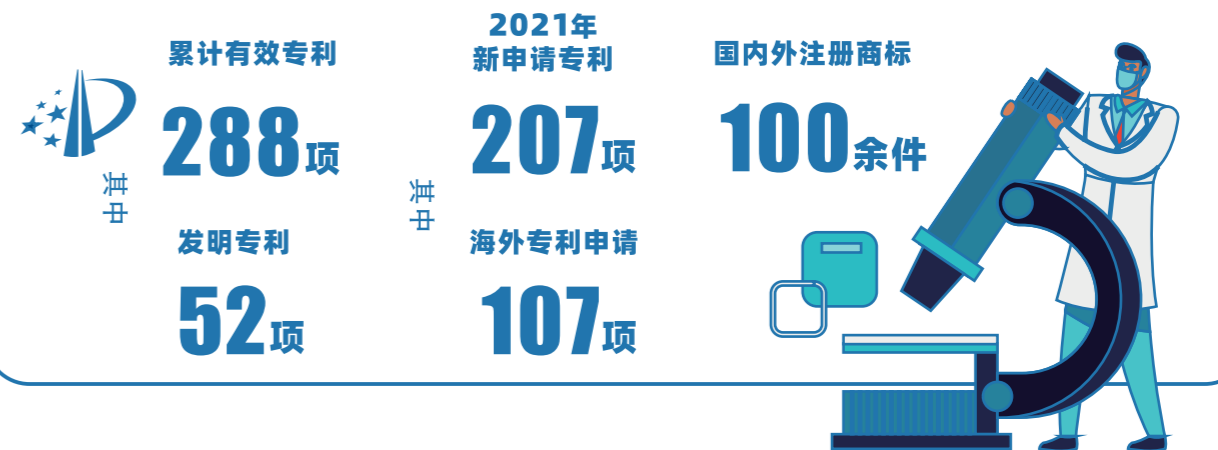 累计有效专利
288项
其中
发明专利
52项
2021年
新申请专利
207项
其中
海外专利申请
107项
国内外注册商标
100余件